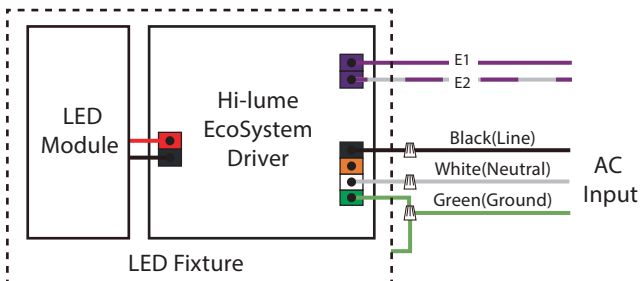 LED
Module
Hi-lume
EcoSystem
Driver
E1
E2
Black(Line)
White(Neutral)
Green(Ground)
AC
Input
LED Fixture